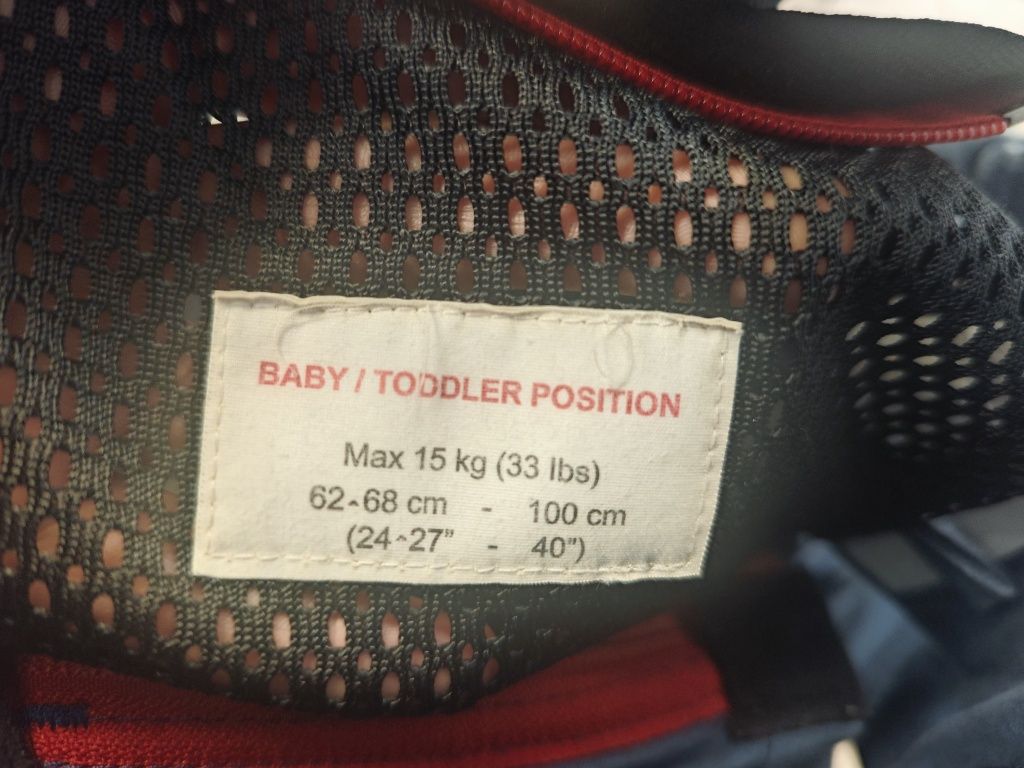 BABY / TODDLER POSITION
Max 15 kg (33 lbs)
62-68 cm - 100 cm
(24-27" - 40")